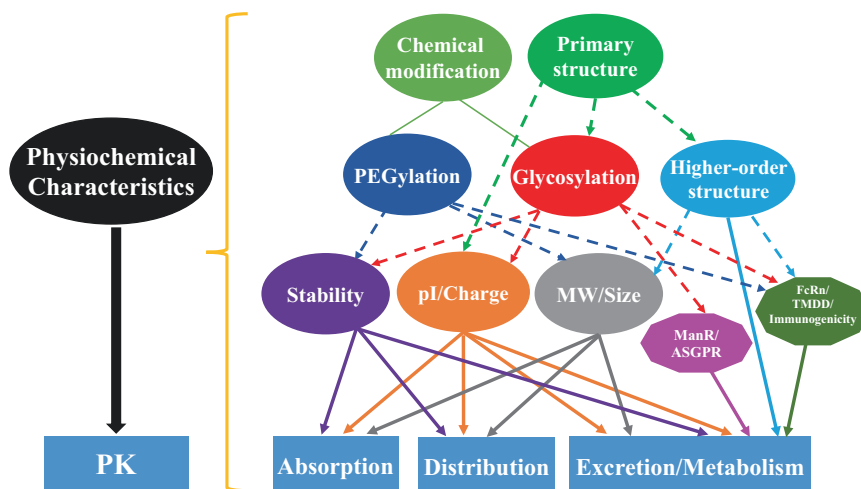 Chemical
modification
Primary
structure
Physiochemical
Characteristics
PEGylation
Glycosylation
Higher-order
structure
Stability
pI/Charge
MW/Size
ManR/
ASGPR
FcRn/
TMDD/
Immunogenicity
PK
Absorption
Distribution
Excretion/Metabolism